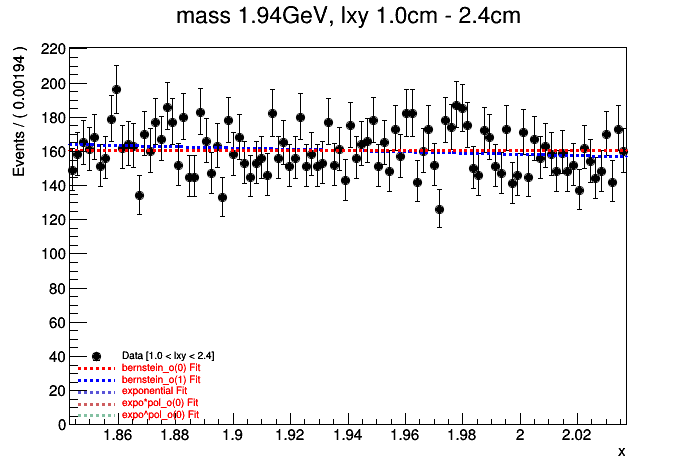 mass 1.94GeV, lxy 1.0cm - 2.4cm
Events / ( 0.00194 )
220
200
180
160
140
120
100
80
60
40
20
0
Data [1.0 < lxy < 2.4]
bernstein_o(0) Fit
bernstein_o(1) Fit
exponential Fit
expo*pol_o(0) Fit
expo^pol_o(0) Fit
1.86 1.88 1.9 1.92 1.94 1.96 1.98 2 2.02
x